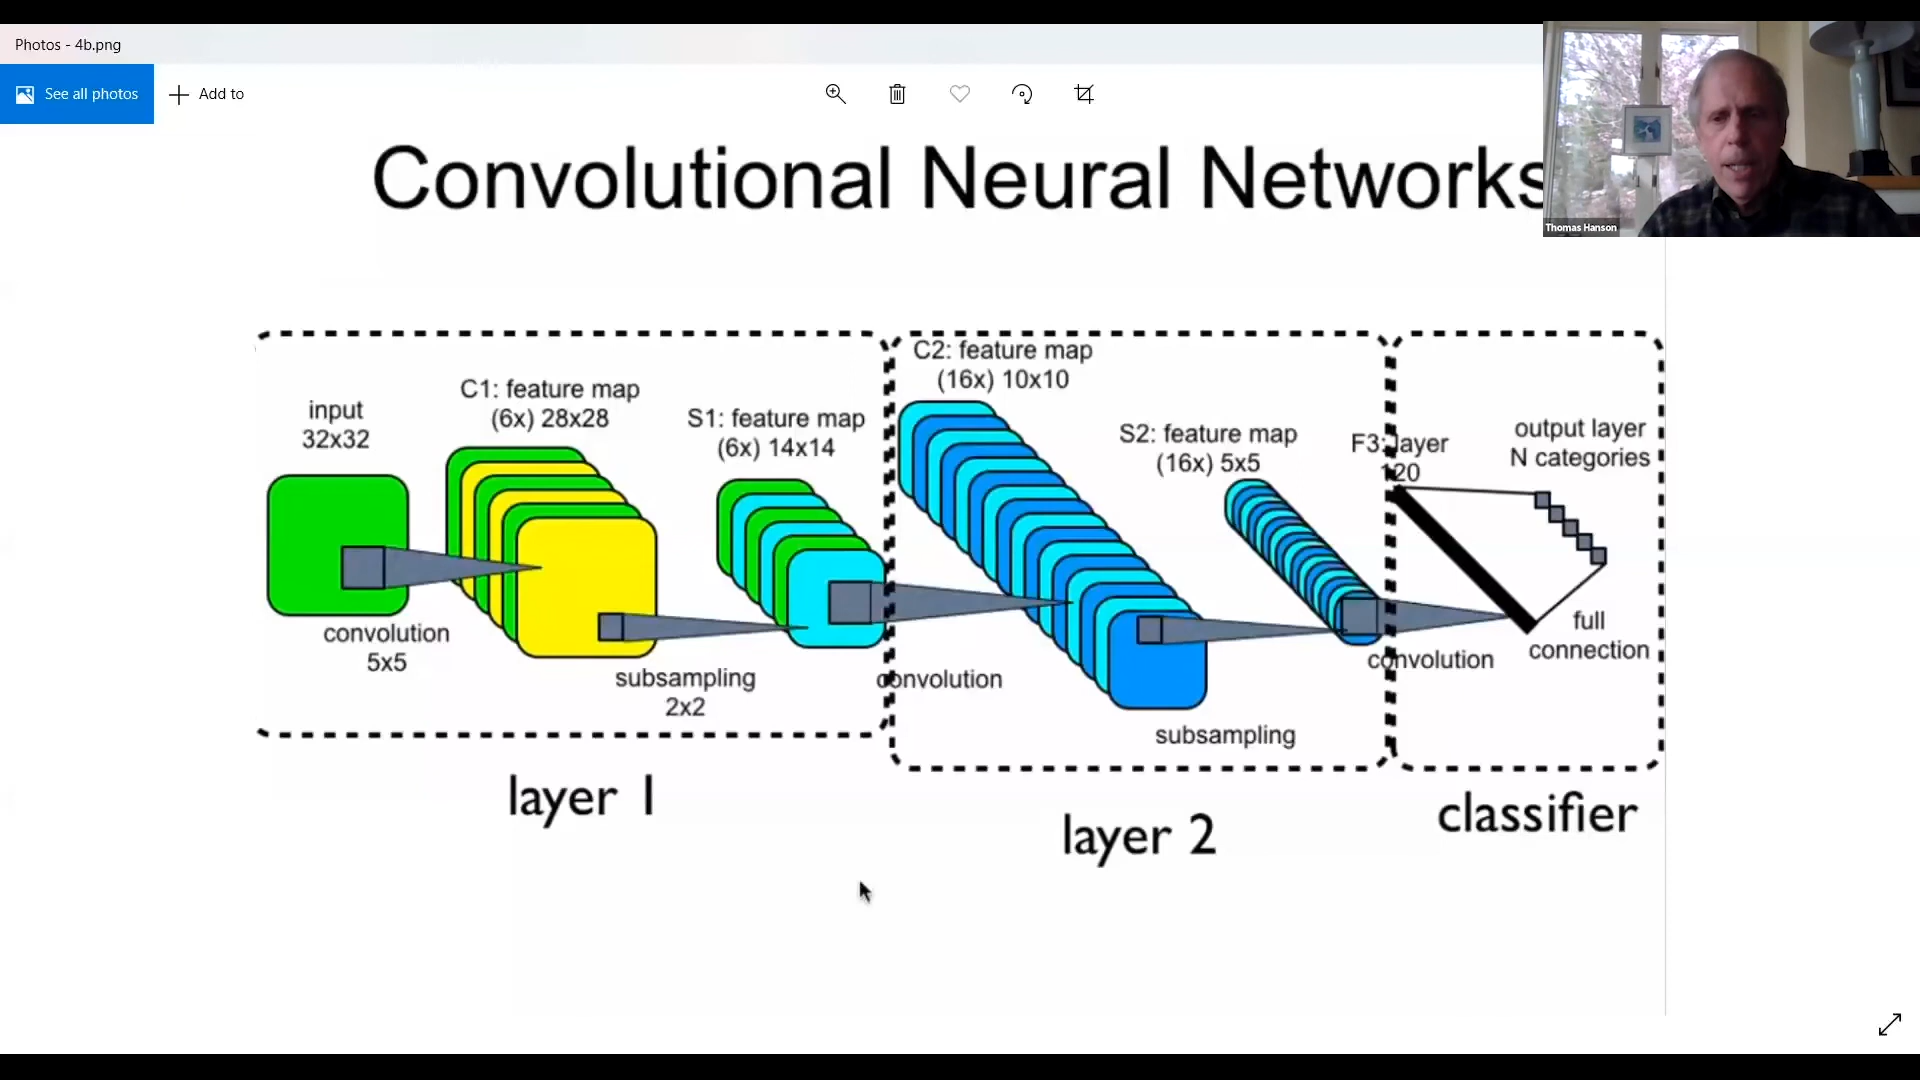 Photos - 4b.png
See all photos
Add to
Thomas Hanson
Convolutional Neural Networks
input
32x32
C1: feature map
(6x) 28x28
S1: feature map
(6x) 14x14
C2: feature map
(16x) 10x10
S2: feature map
(16x) 5x5
F3: layer
120
output layer
N categories
convolution
5x5
subsampling
2x2
convolution
subsampling
convolution
full
connection
layer 1
layer 2
classifier